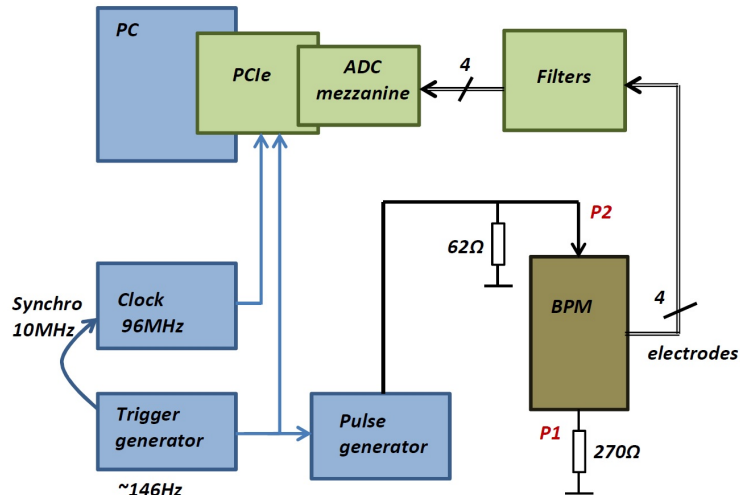 PC
PCIe
ADC
mezzanine
4
Filters
P2
62Ω
BPM
4
electrodes
Synchro
10MHz
Clock
96MHz
Trigger
generator
Pulse
generator
P1
270Ω
~146Hz